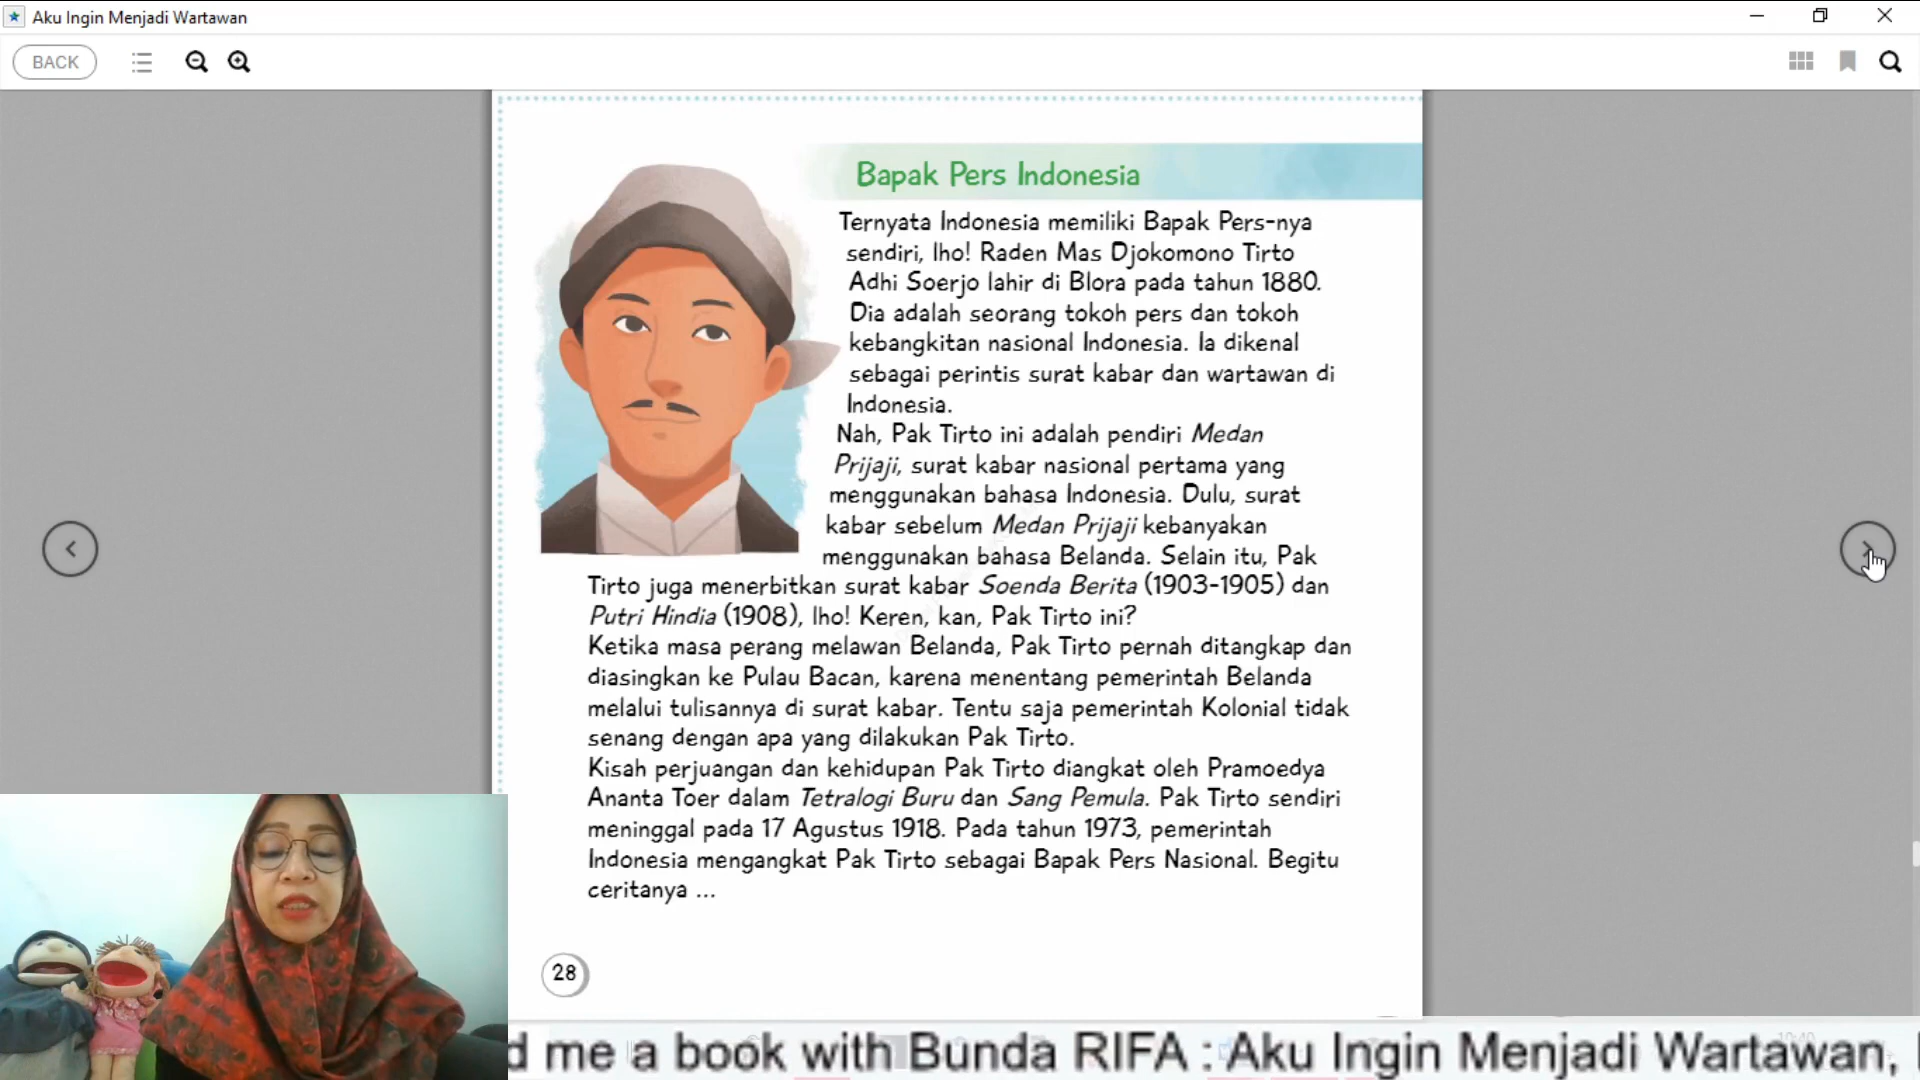 Aku Ingin Menjadi Wartawan
BACK
Bapak Pers Indonesia
Ternyata Indonesia memiliki Bapak Pers-nya
sendiri, lho! Raden Mas Djokomono Tirto
Adhi Soerjo lahir di Blora pada tahun 1880.
Dia adalah seorang tokoh pers dan tokoh
kebangkitan nasional Indonesia. Ia dikenal
sebagai perintis surat kabar dan wartawan di
Indonesia.
Nah, Pak Tirto ini adalah pendiri Medan
Prijaji, surat kabar nasional pertama yang
menggunakan bahasa Indonesia. Dulu, surat
kabar sebelum Medan Prijaji kebanyakan
menggunakan bahasa Belanda. Selain itu, Pak
Tirto juga menerbitkan surat kabar Soenda Berita (1903-1905) dan
Putri Hindia (1908), lho! Keren, kan, Pak Tirto ini?
Ketika masa perang melawan Belanda, Pak Tirto pernah ditangkap dan
diasingkan ke Pulau Bacan, karena menentang pemerintah Belanda
melalui tulisannya di surat kabar. Tentu saja pemerintah Kolonial tidak
senang dengan apa yang dilakukan Pak Tirto.
Kisah perjuangan dan kehidupan Pak Tirto diangkat oleh Pramoedya
Ananta Toer dalam Tetralogi Buru dan Sang Pemula. Pak Tirto sendiri
meninggal pada 17 Agustus 1918. Pada tahun 1973, pemerintah
Indonesia mengangkat Pak Tirto sebagai Bapak Pers Nasional. Begitu
ceritanya ...
28
d me a book with Bunda RIFA : Aku Ingin Menjadi Wartawan,